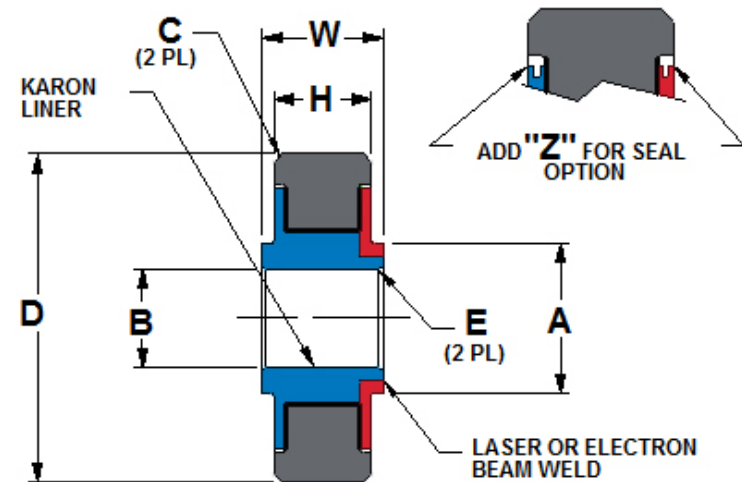 W
C
(2 PL)
H
KARON
LINER
ADD "Z" FOR SEAL
OPTION
D
B
E
(2 PL)
A
LASER OR ELECTRON
BEAM WELD